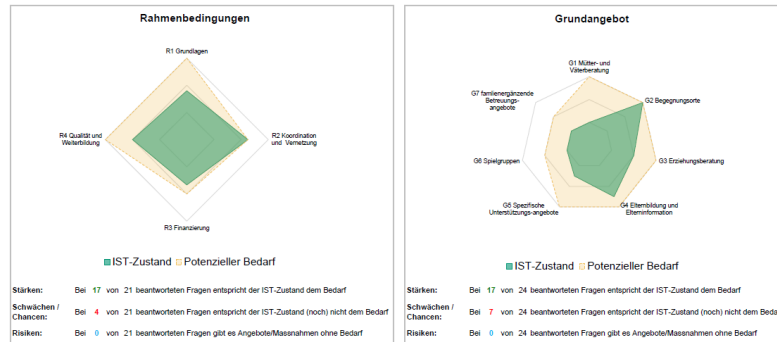 Rahmenbedingungen
R1 Grundlagen
R4 Qualität und
Weiterbildung
R2 Koordination
und Vernetzung
R3 Finanzierung
IST-Zustand Potenzieller Bedarf
Stärken: Bei 17 von 21 beantworteten Fragen entspricht der IST-Zustand dem Bedarf
Schwächen /
Chancen: Bei 4 von 21 beantworteten Fragen entspricht der IST-Zustand (noch) nicht dem Bedarf
Risiken: Bei 0 von 21 beantworteten Fragen gibt es Angebote/Massnahmen ohne Bedarf
Grundangebot
G1 Mütter- und
Väterberatung
G7 familienergänzende
Betreuungs-
angebote
G2 Begegnungsorte
G6 Spielgruppen
G3 Erziehungsberatung
G5 Spezifische
Unterstützungs-angebote
G4 Elternbildung und
Elterninformation
IST-Zustand Potenzieller Bedarf
Stärken: Bei 17 von 24 beantworteten Fragen entspricht der IST-Zustand dem Bedarf
Schwächen /
Chancen: Bei 7 von 24 beantworteten Fragen entspricht der IST-Zustand (noch) nicht dem Beda
Risiken: Bei 0 von 24 beantworteten Fragen gibt es Angebote/Massnahmen ohne Bedarf